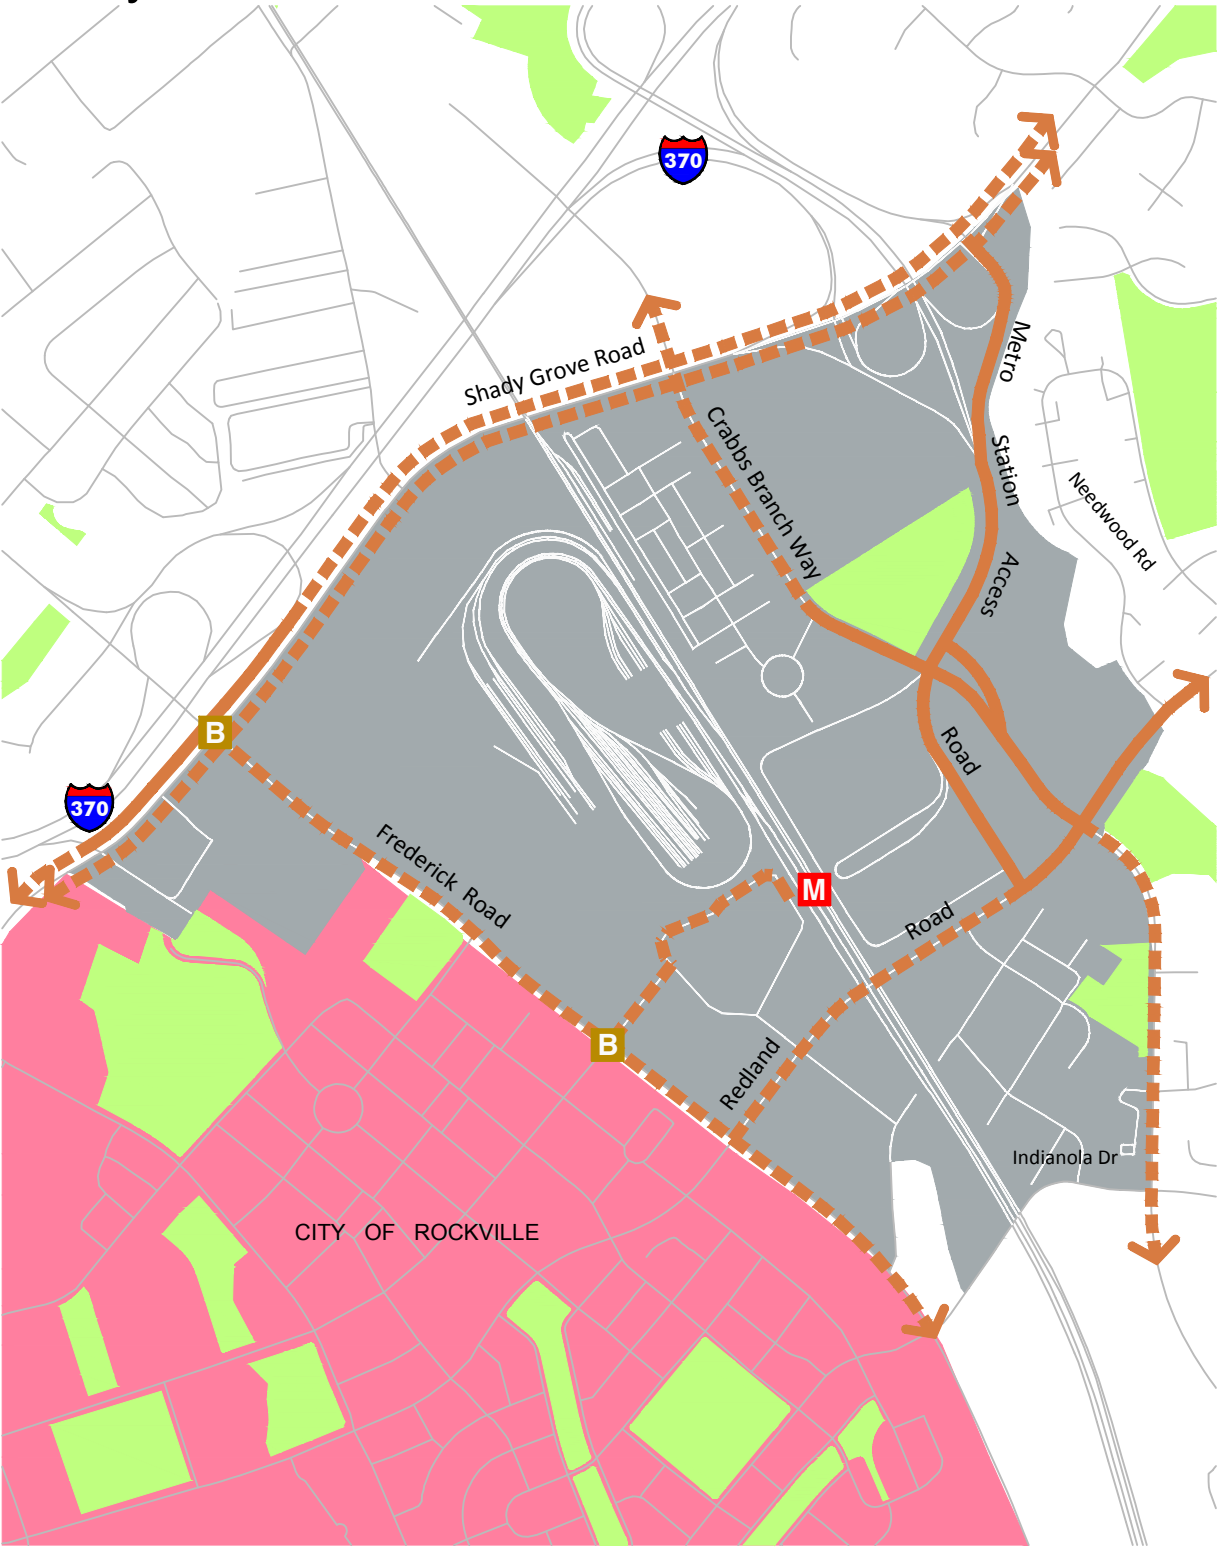 370
Shady Grove Road
Metro
Station
Access
Road
Crabbs Branch Way
Needwood Rd
B
370
Frederick Road
M
Road
Redland
B
Indianola Dr
CITY OF ROCKVILLE